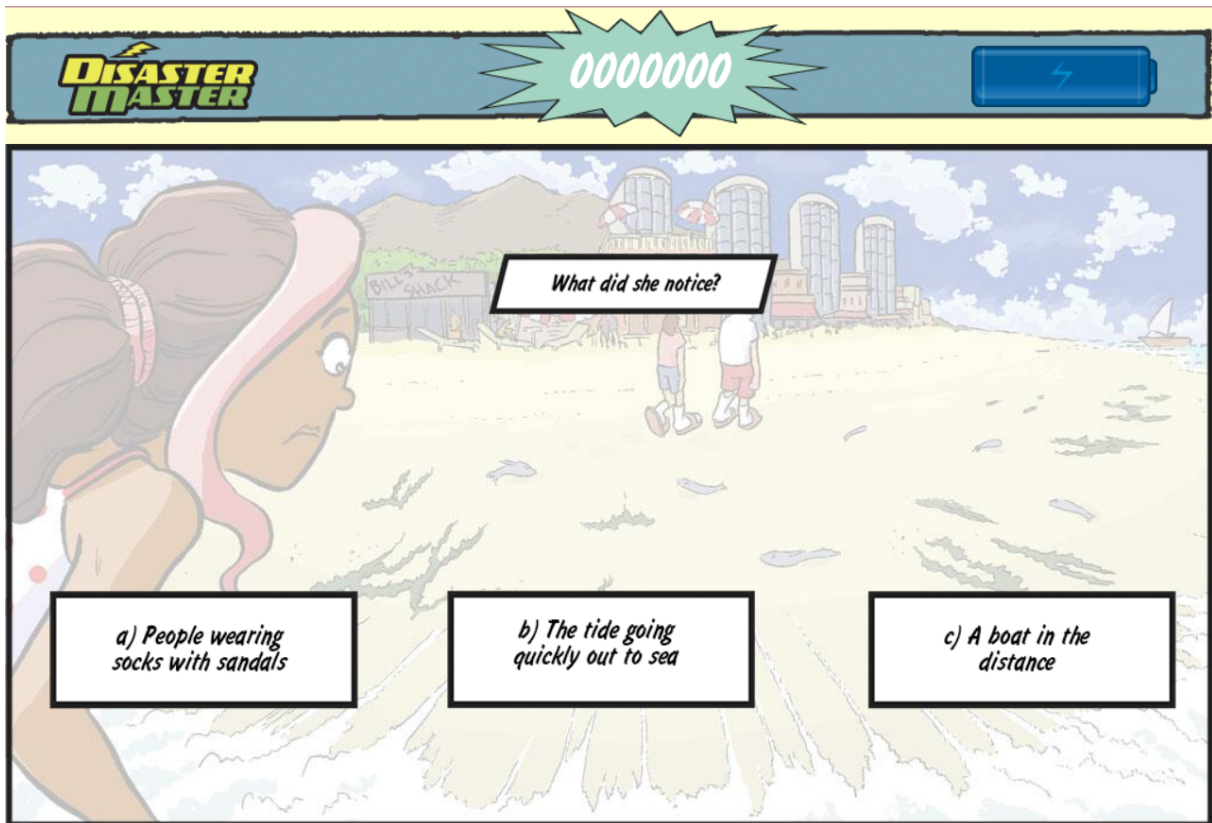 DISASTER
MASTER
0000000
BILL'S
SHACK
What did she notice?
a) People wearing
socks with sandals
b) The tide going
quickly out to sea
c) A boat in the
distance